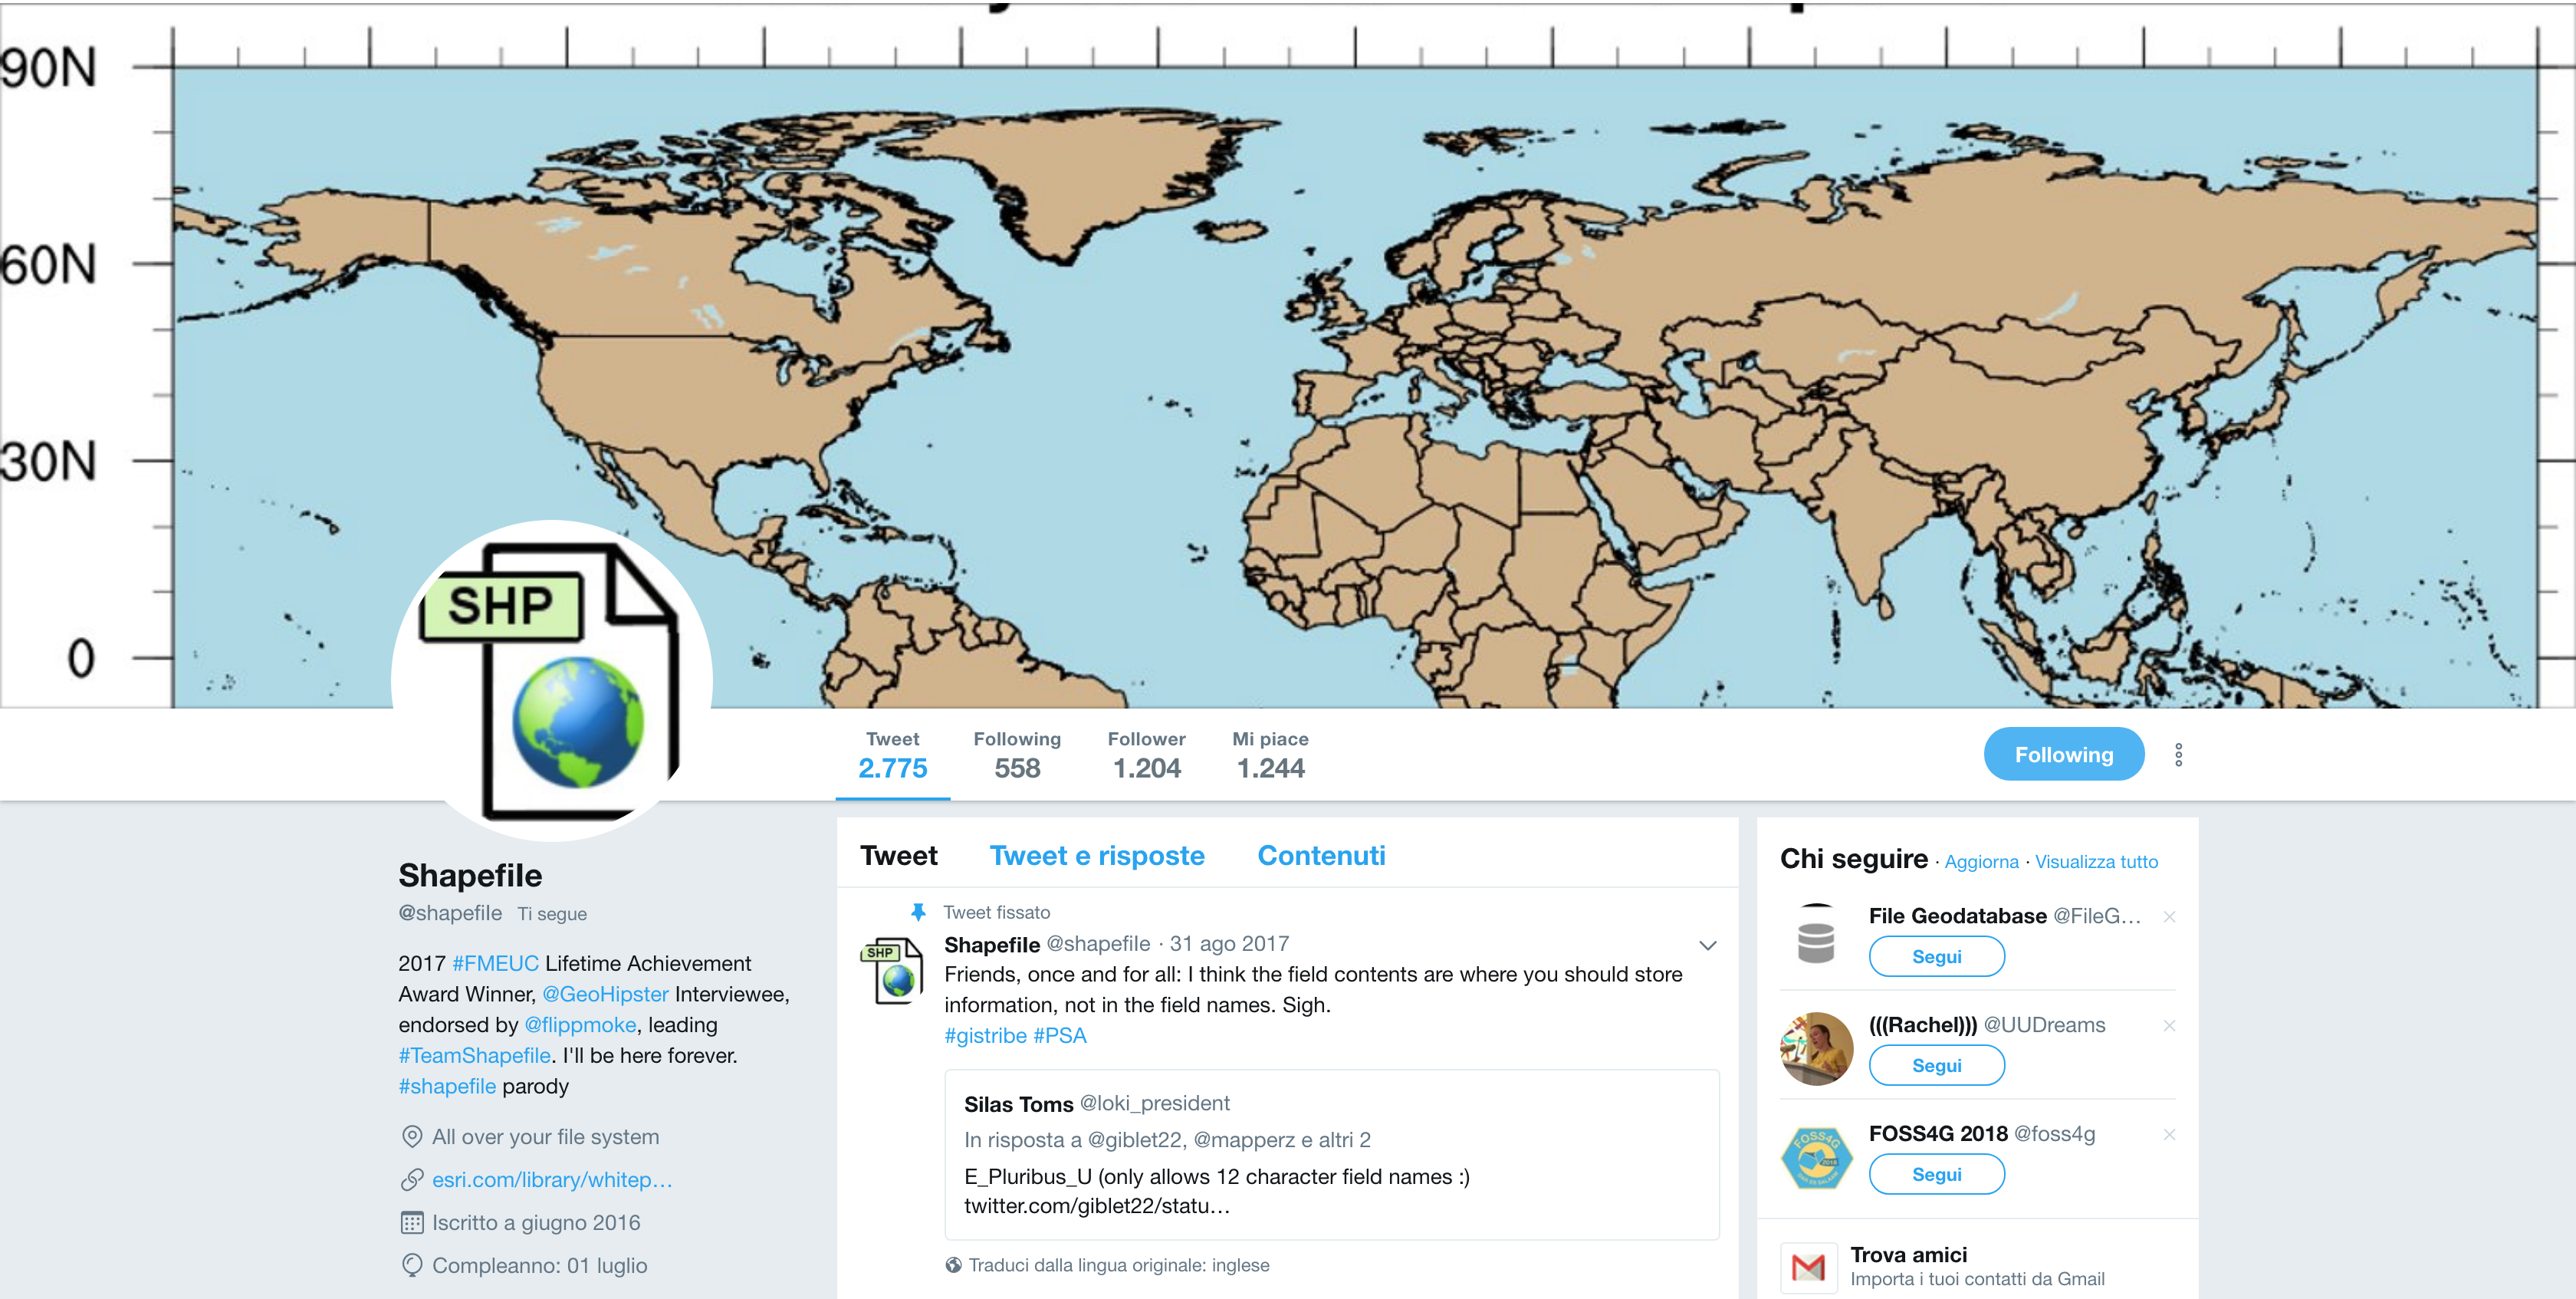 90N
60N
30N
0
SHP
Tweet
2.775
Following
558
Follower
1.204
Mi piace
1.244
Following
Shapefile
@shapefile Ti segue
2017 #FMEUC Lifetime Achievement
Award Winner, @GeoHipster Interviewee,
endorsed by @flippmoke, leading
#TeamShapefile. I'll be here forever.
#shapefile parody
All over your file system
esri.com/library/whitep…
Iscritto a giugno 2016
Compleanno: 01 luglio
Tweet Tweet e risposte Contenuti
Tweet fissato
SHP
Shapefile @shapefile · 31 ago 2017
Friends, once and for all: I think the field contents are where you should store
information, not in the field names. Sigh.
#gistribe #PSA
Silas Toms @loki_president
In risposta a @giblet22, @mapperz e altri 2
E_Pluribus_U (only allows 12 character field names :)
twitter.com/giblet22/statu…
Traduci dalla lingua originale: inglese
Chi seguire · Aggiorna · Visualizza tutto
File Geodatabase @FileG…
Segui
(((Rachel))) @UUDreams
Segui
FOSS4G
2018
FOSS4G 2018 @foss4g
Segui
Trova amici
Importa i tuoi contatti da Gmail